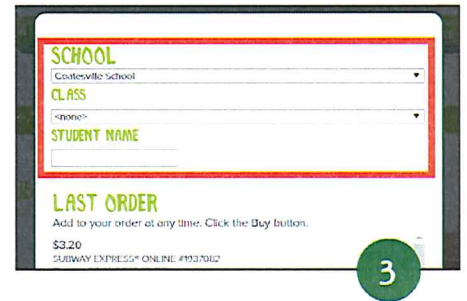 SCHOOL
Coatesville School
CLASS
<none>
STUDENT NAME
LAST ORDER
Add to your order at any time. Click the Buy button.
$3.20
SUBWAY EXPRESS® ONLINE #1937082
3